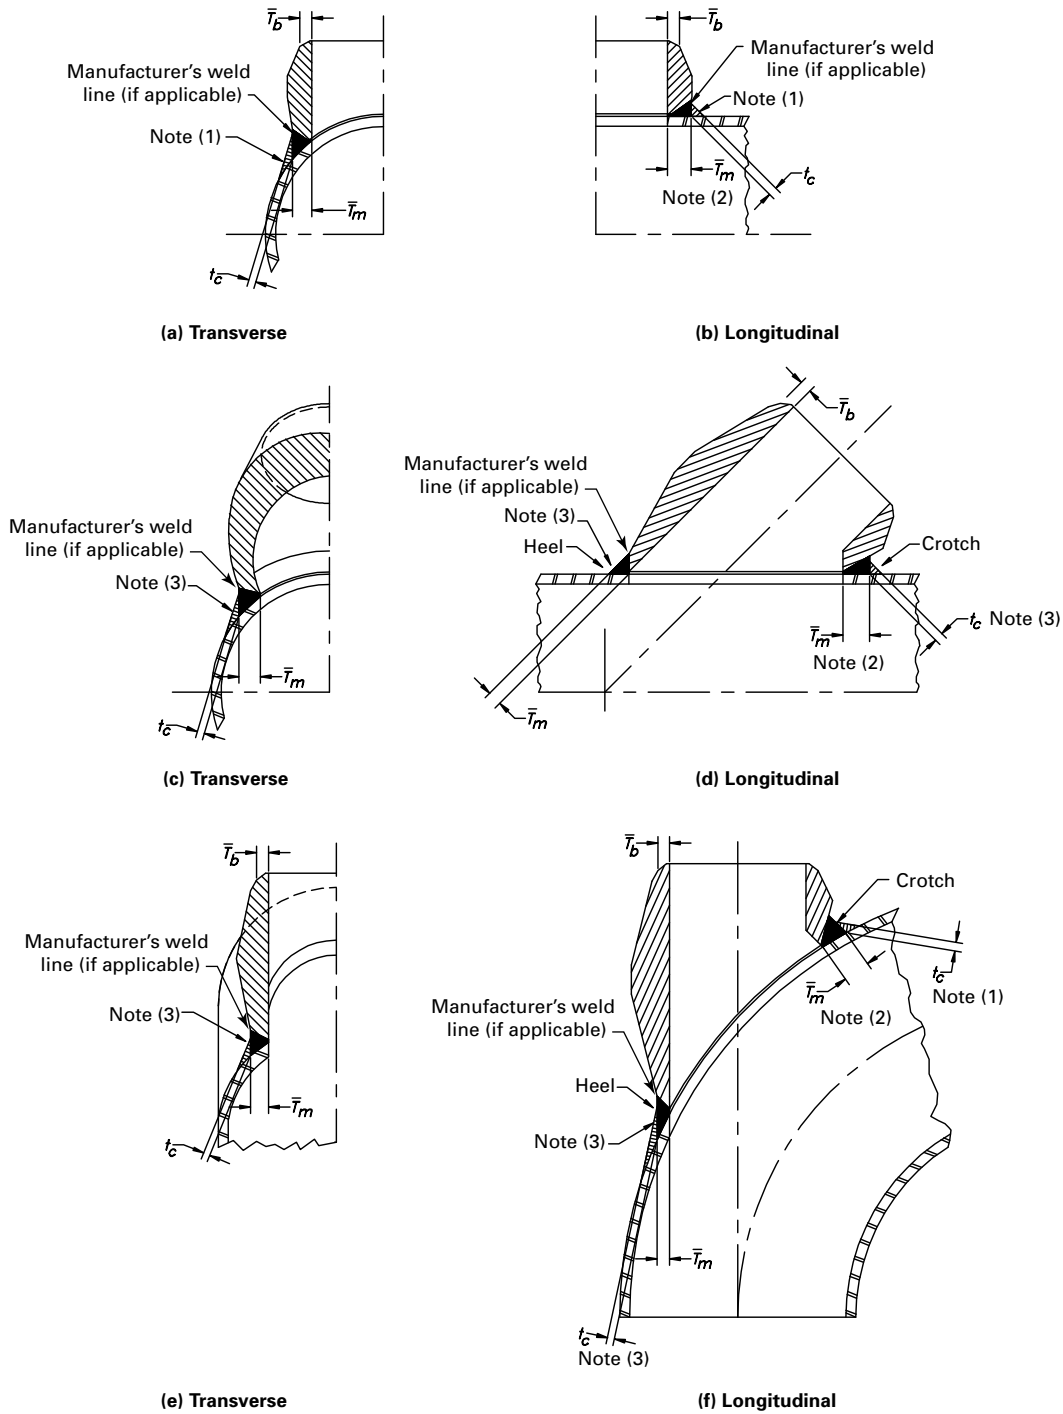 T̅b
Manufacturer's weld
line (if applicable)
Note (1)
T̅m
tc
(a) Transverse
T̅b
Manufacturer's weld
line (if applicable)
Note (1)
T̅m
Note (2)
tc
(b) Longitudinal
Manufacturer's weld
line (if applicable)
Note (3)
T̅m
tc
(c) Transverse
T̅b
Manufacturer's weld
line (if applicable)
Note (3)
Heel
Crotch
tc Note (3)
T̅m
Note (2)
T̅m
(d) Longitudinal
T̅b
Manufacturer's weld
line (if applicable)
Note (3)
T̅m
tc
(e) Transverse
T̅b
Crotch
tc
Note (1)
T̅m
Note (2)
Manufacturer's weld
line (if applicable)
Heel
Note (3)
T̅m
tc
Note (3)
(f) Longitudinal